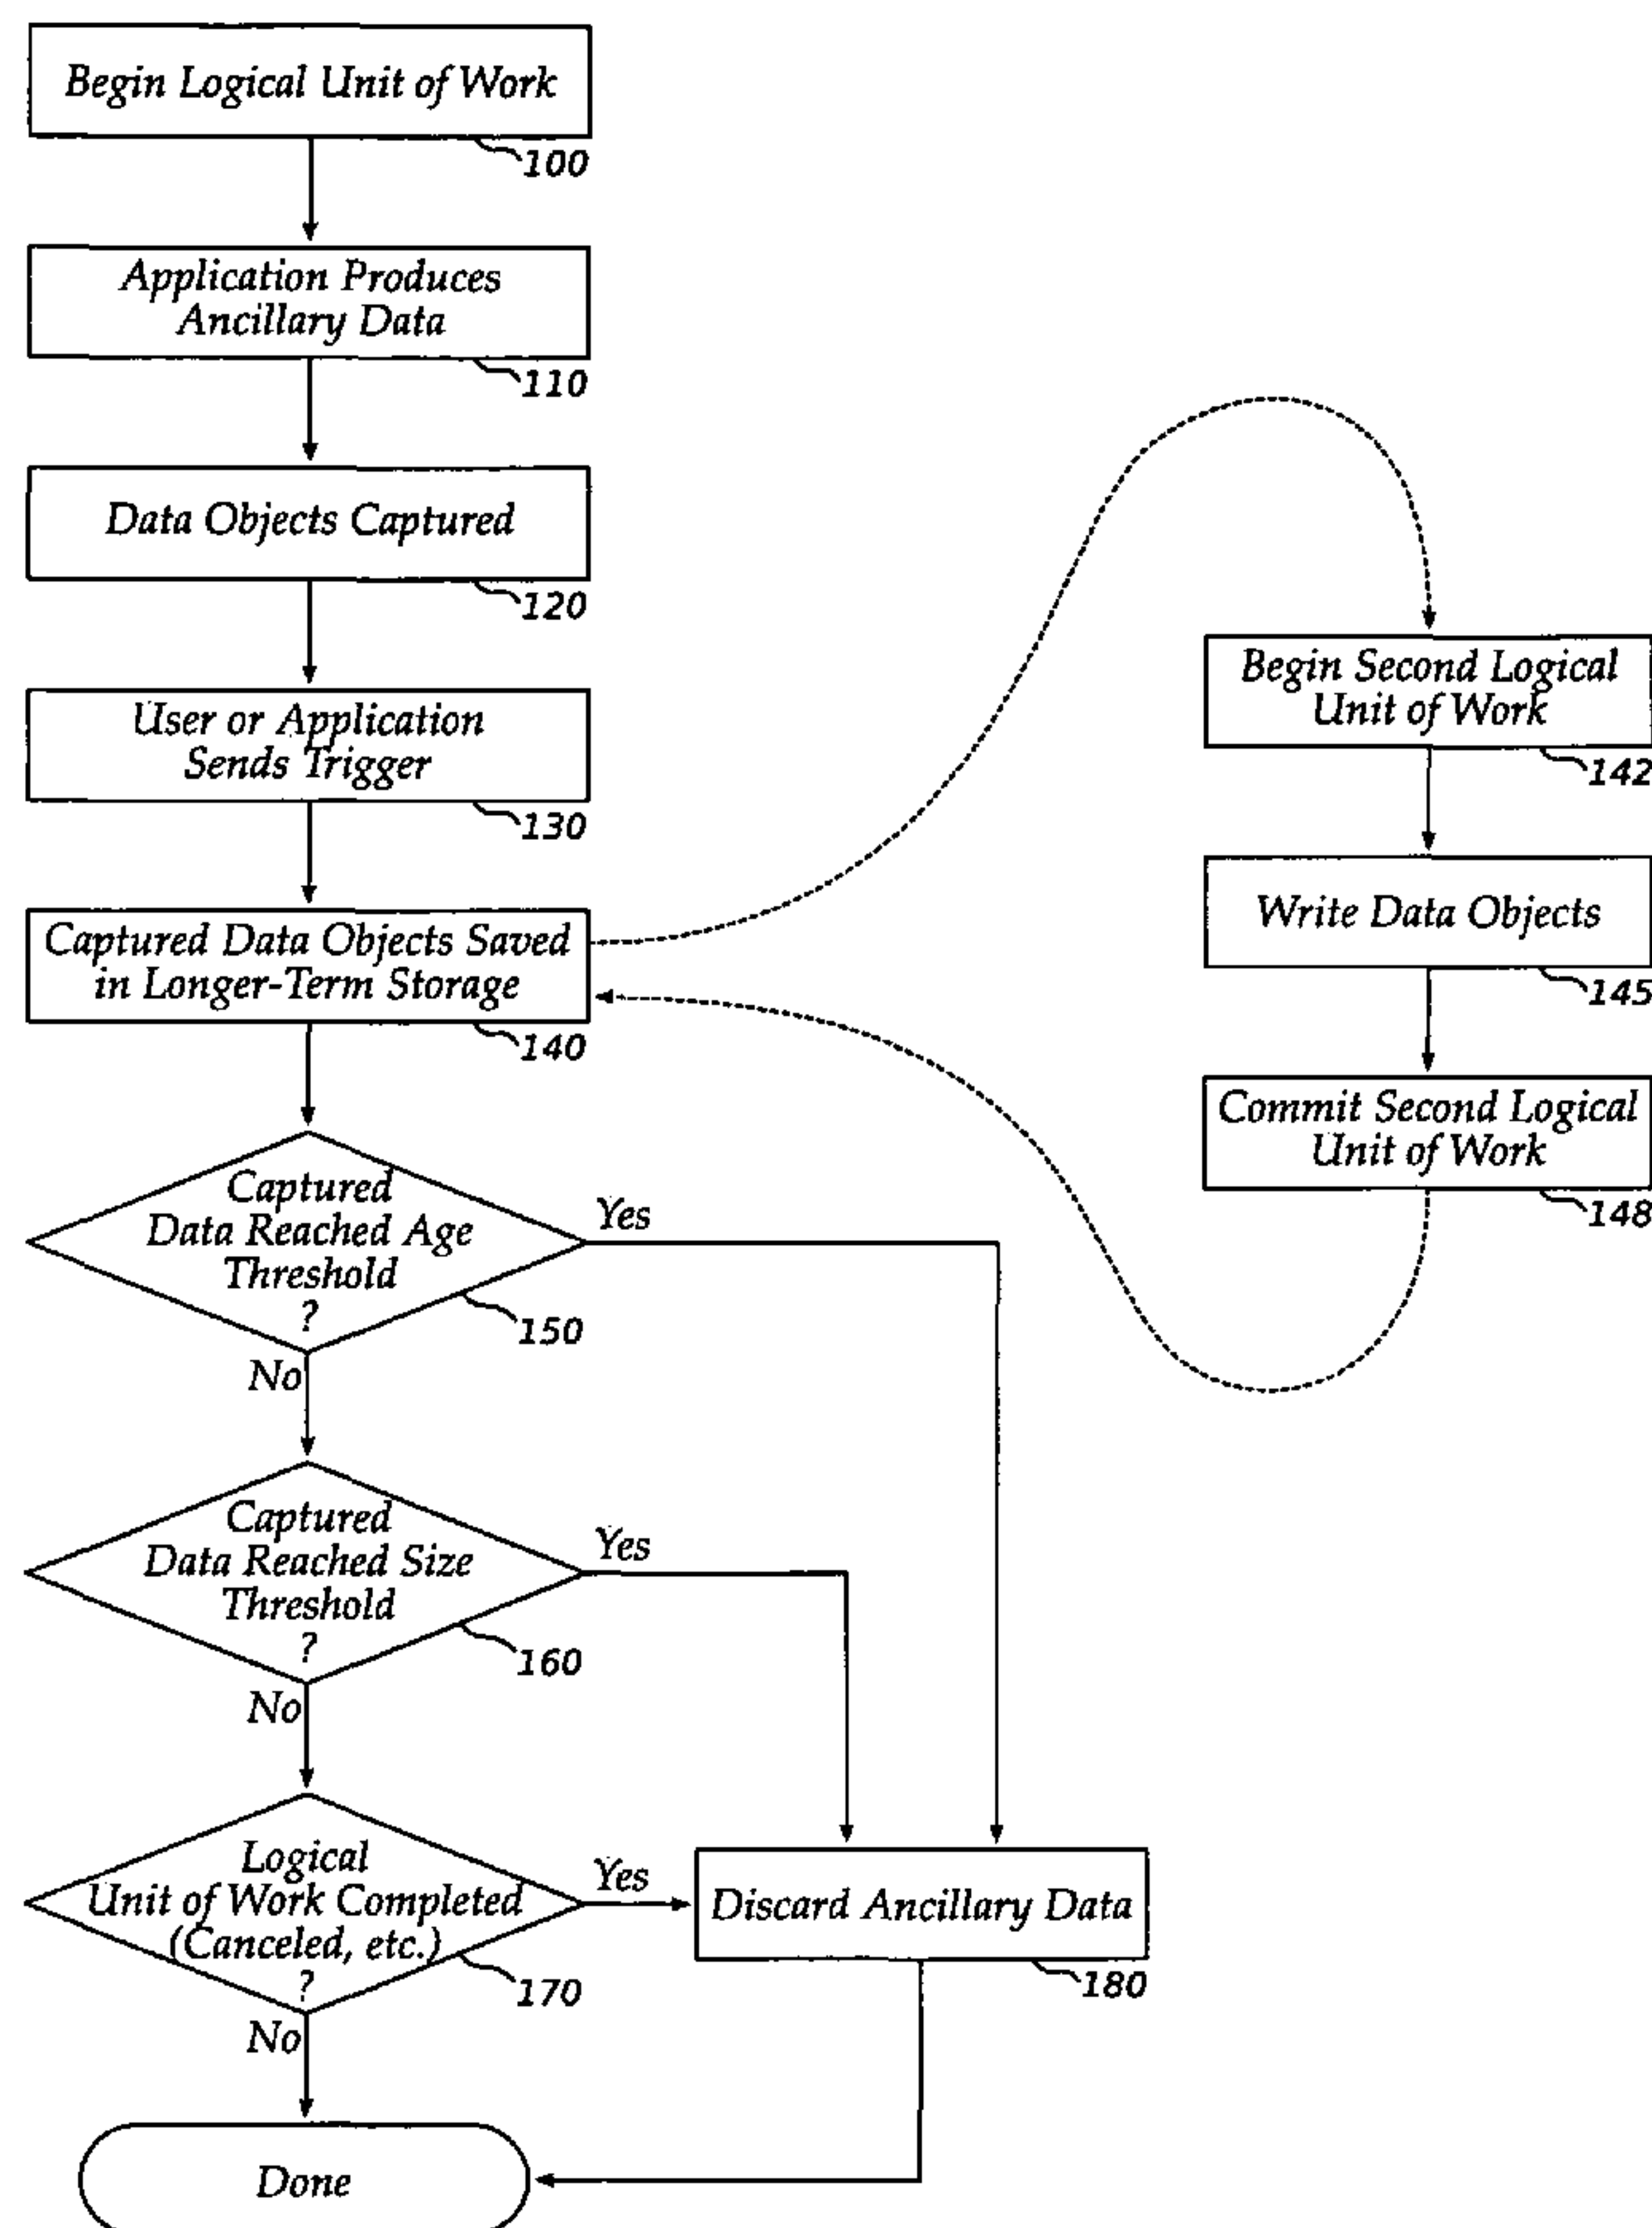 Begin Logical Unit of Work
100
Application Produces
Ancillary Data
110
Data Objects Captured
120
User or Application
Sends Trigger
130
Captured Data Objects Saved
in Longer-Term Storage
140
Begin Second Logical
Unit of Work
142
Write Data Objects
145
Commit Second Logical
Unit of Work
148
Captured
Data Reached Age
Threshold
?
150
Yes
No
Captured
Data Reached Size
Threshold
?
160
Yes
No
Logical
Unit of Work Completed
(Canceled, etc.)
?
170
Yes
No
Discard Ancillary Data
180
Done